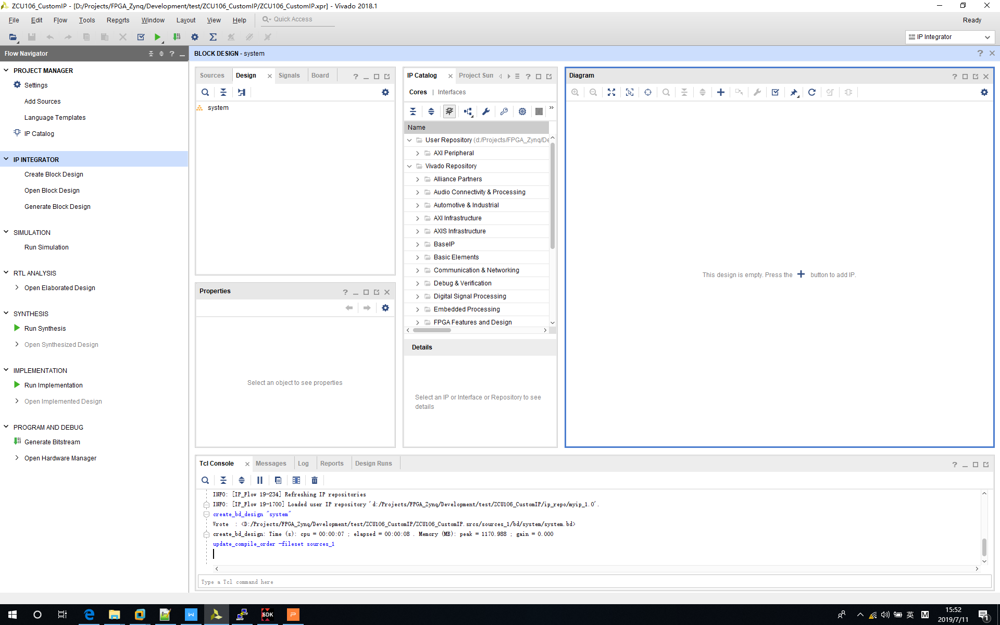 ZCU106_CustomIP - [D:/Projects/FPGA_Zynq/Development/test/ZCU106_CustomIP/ZCU106_CustomIP.xpr] - Vivado 2018.1
File Edit Flow Tools Reports Window Layout View Help Quick Access
Ready
IP Integrator
Flow Navigator
PROJECT MANAGER
Settings
Add Sources
Language Templates
IP Catalog
IP INTEGRATOR
Create Block Design
Open Block Design
Generate Block Design
SIMULATION
Run Simulation
RTL ANALYSIS
Open Elaborated Design
SYNTHESIS
Run Synthesis
Open Synthesized Design
IMPLEMENTATION
Run Implementation
Open Implemented Design
PROGRAM AND DEBUG
Generate Bitstream
Open Hardware Manager
BLOCK DESIGN - system
Sources Design Signals Board
system
Properties
Select an object to see properties
IP Catalog Project Sum
Cores | Interfaces
Name
User Repository (d:/Projects/FPGA_Zynq/De
AXI Peripheral
Vivado Repository
Alliance Partners
Audio Connectivity & Processing
Automotive & Industrial
AXI Infrastructure
AXIS Infrastructure
BaseIP
Basic Elements
Communication & Networking
Debug & Verification
Digital Signal Processing
Embedded Processing
FPGA Features and Design
Details
Select an IP or Interface or Repository to see
details
Diagram
This design is empty. Press the + button to add IP.
Tcl Console Messages Log Reports Design Runs
INFO: [IP_Flow 19-234] Refreshing IP repositories
INFO: [IP_Flow 19-1700] Loaded user IP repository 'd:/Projects/FPGA_Zynq/Development/test/ZCU106_CustomIP/ip_repo/myip_1.0'.
create_bd_design "system"
Wrote : <D:/Projects/FPGA_Zynq/Development/test/ZCU106_CustomIP/ZCU106_CustomIP.srcs/sources_1/bd/system/system.bd>
create_bd_design: Time (s): cpu = 00:00:07 ; elapsed = 00:00:08 . Memory (MB): peak = 1170.988 ; gain = 0.000
update_compile_order -fileset sources_1
Type a Tcl command here
SDK
英
M
15:52
2019/7/11
1